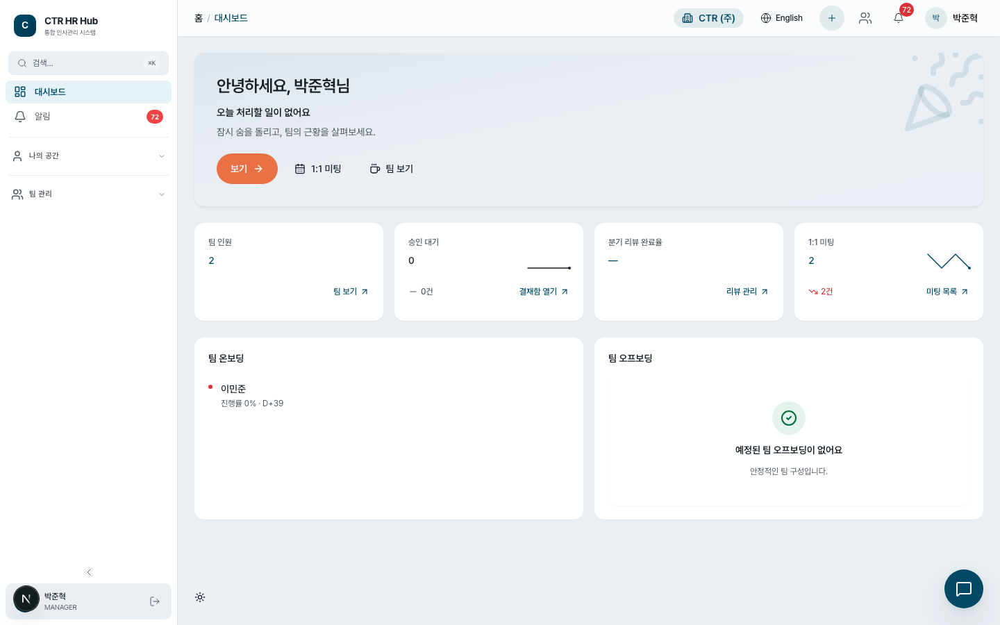 C
CTR HR Hub
통합 인사관리 시스템
검색...
⌘K
대시보드
알림
72
나의 공간
팀 관리
N
박준혁
MANAGER
홈 / 대시보드
CTR (주)
English
72
박
박준혁
안녕하세요, 박준혁님
오늘 처리할 일이 없어요
잠시 숨을 돌리고, 팀의 근황을 살펴보세요.
보기
1:1 미팅
팀 보기
팀 인원
2
팀 보기
승인 대기
0
0건
결재함 열기
분기 리뷰 완료율
—
리뷰 관리
1:1 미팅
2
2건
미팅 목록
팀 온보딩
이민준
진행률 0% · D+39
팀 오프보딩
예정된 팀 오프보딩이 없어요
안정적인 팀 구성입니다.